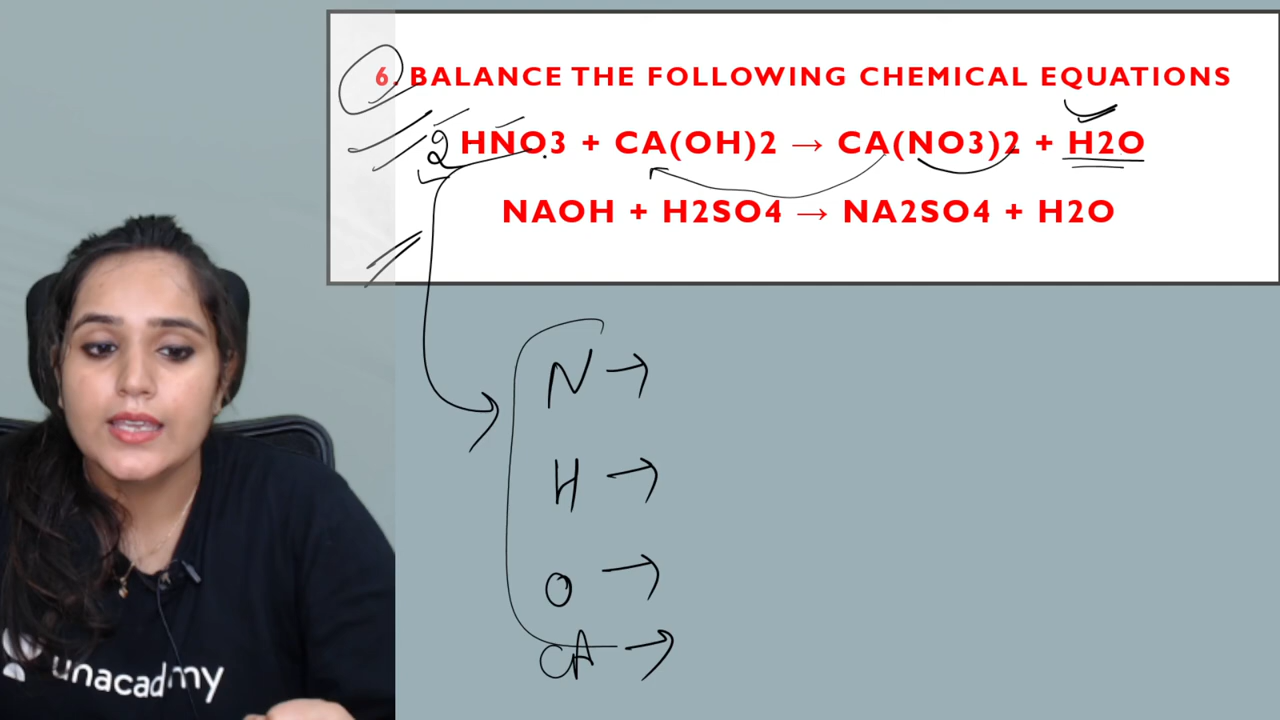 6. BALANCE THE FOLLOWING CHEMICAL EQUATIONS
2 HNO3 + CA(OH)2 → CA(NO3)2 + H2O
NAOH + H2SO4 → NA2SO4 + H2O
N →
H →
O →
CA →
unacademy